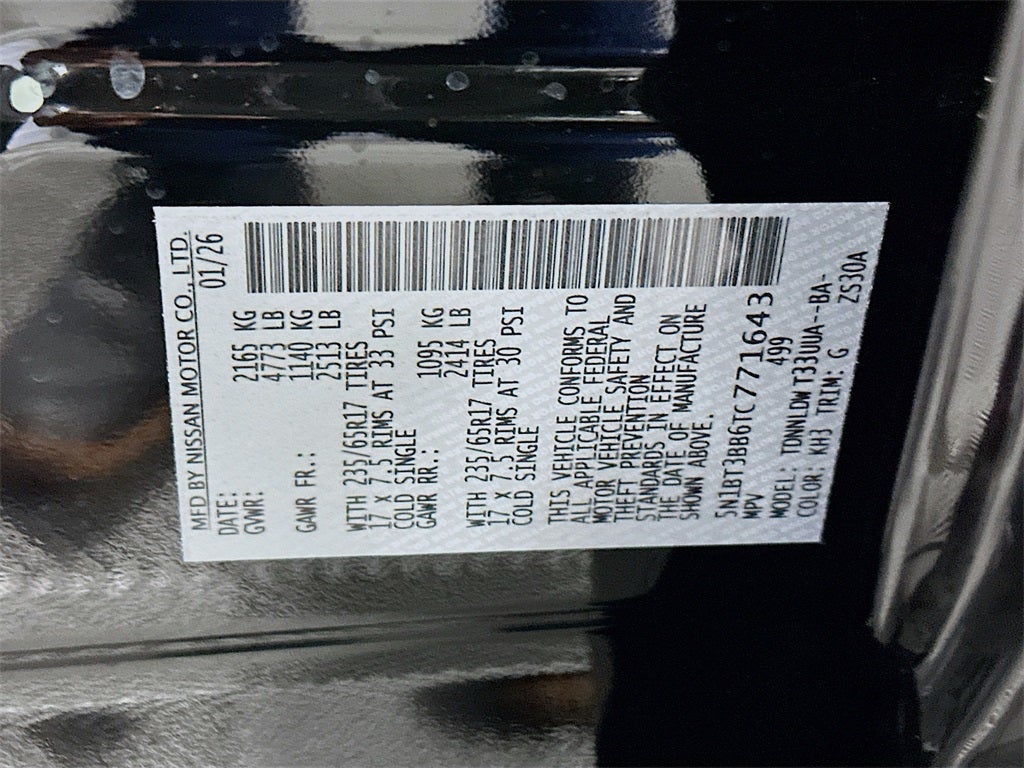 MFD BY NISSAN MOTOR CO., LTD.
DATE: 01/26
GVWR: 2165 KG
4773 LB
GAWR FR.: 1140 KG
2513 LB
WITH 235/65R17 TIRES
17 X 7.5 RIMS AT 33 PSI
COLD SINGLE
GAWR RR.: 1095 KG
2414 LB
WITH 235/65R17 TIRES
17 X 7.5 RIMS AT 30 PSI
COLD SINGLE
THIS VEHICLE CONFORMS TO
ALL APPLICABLE FEDERAL
MOTOR VEHICLE SAFETY AND
THEFT PREVENTION
STANDARDS IN EFFECT ON
THE DATE OF MANUFACTURE
SHOWN ABOVE.
5N1BT3BB6TC771643
MPV 499
MODEL: TDNNLDWT33UUA--BA-
COLOR: KH3 TRIM: G ZS30A